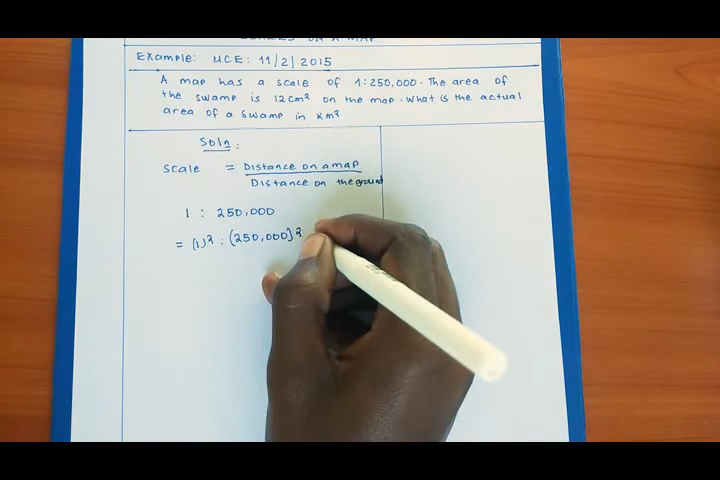 Example: UCE: 11/2/2015
A map has a scale of 1:250,000. The area of
the swamp is 12cm² on the map. What is the actual
area of a swamp in km²
Soln:
Scale = Distance on a map
Distance on the ground
1 : 250,000
= (1)² : (250,000)²